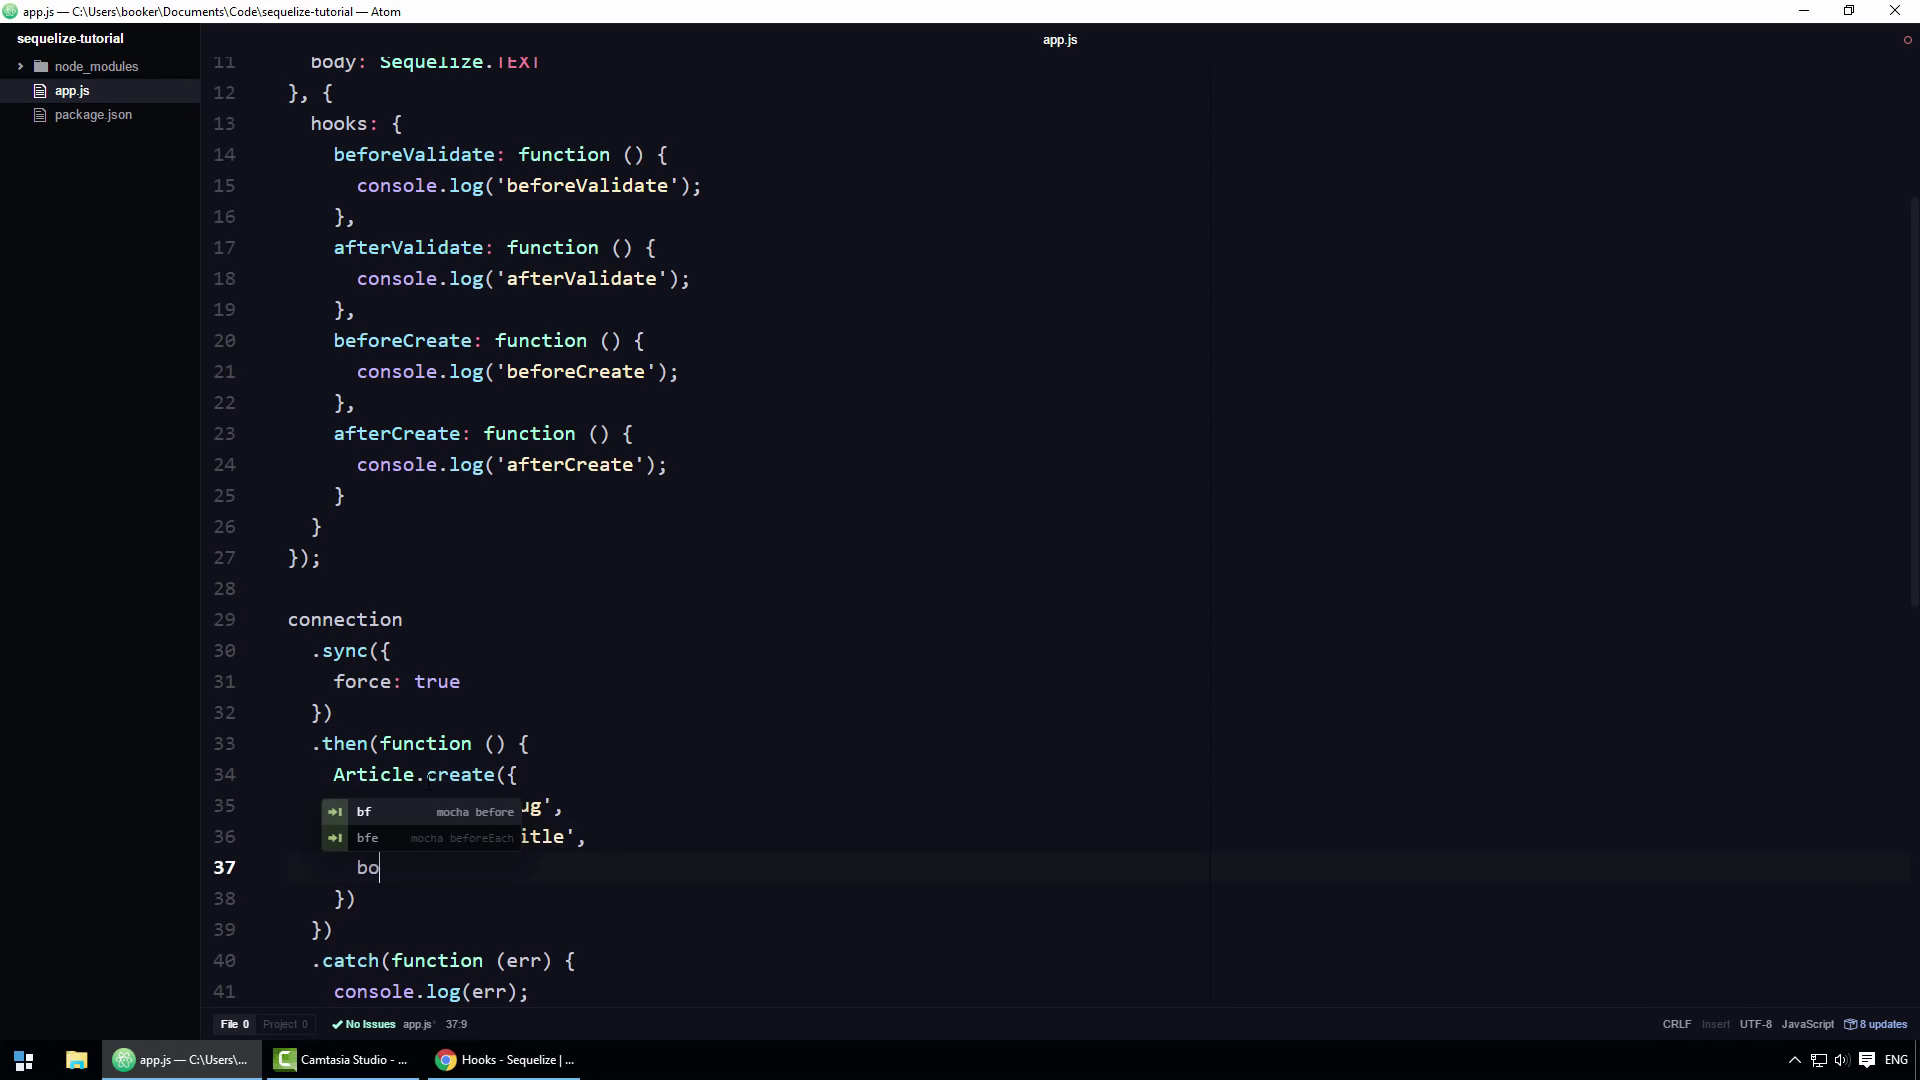 app.js — C:\Users\booker\Documents\Code\sequelize-tutorial — Atom
sequelize-tutorial
node_modules
app.js
package.json
app.js
11 body: Sequelize.TEXT
12 }, {
13 hooks: {
14 beforeValidate: function () {
15 console.log('beforeValidate');
16 },
17 afterValidate: function () {
18 console.log('afterValidate');
19 },
20 beforeCreate: function () {
21 console.log('beforeCreate');
22 },
23 afterCreate: function () {
24 console.log('afterCreate');
25 }
26 }
27 });
28
29 connection
30 .sync({
31 force: true
32 })
33 .then(function () {
34 Article.create({
35 ug',
36 itle',
bf mocha before
bfe mocha beforeEach
37 bo
38 })
39 })
40 .catch(function (err) {
41 console.log(err);
File 0 Project 0 No Issues app.js* 37:9 CRLF Insert UTF-8 JavaScript 8 updates
app.js — C:\Users\... Camtasia Studio - ... Hooks - Sequelize | ... ENG